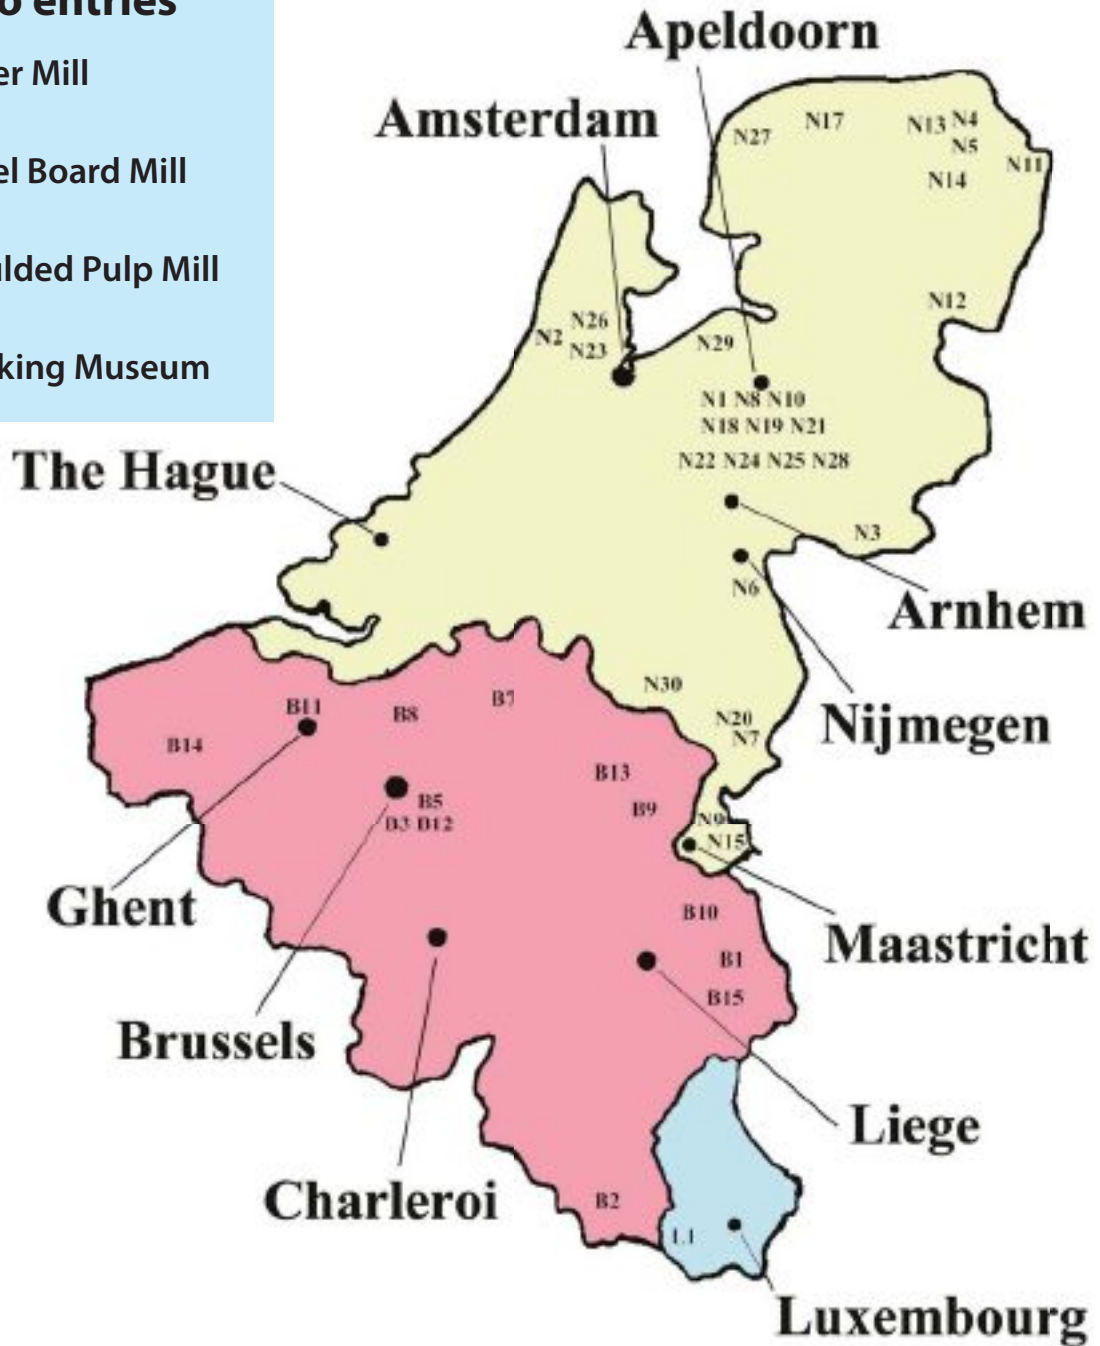 o entries
er Mill
el Board Mill
ulded Pulp Mill
king Museum
Apeldoorn
Amsterdam
N27
N17
N13 N4
N5
N11
N14
N12
N26
N2
N23
N29
N1 N8 N10
N18 N19 N21
N22 N24 N25 N28
The Hague
N3
N6
Arnhem
N30
Nijmegen
N20
N7
B11
B8
B7
B14
B13
B9
B5
B3 B12
N9
N15
Ghent
Maastricht
B10
B1
B15
Brussels
Liege
Charleroi
B2
L1
Luxembourg